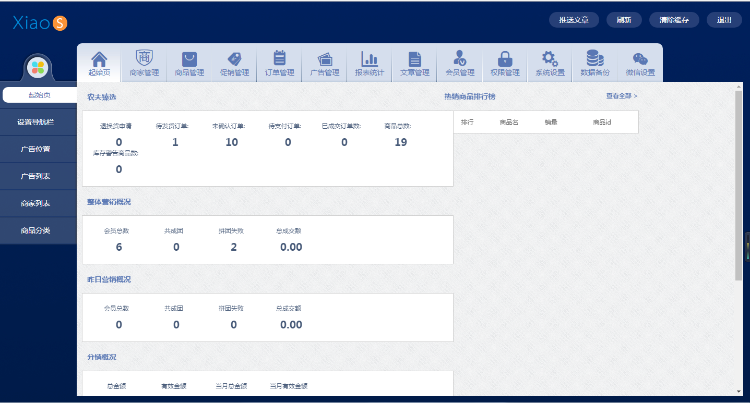 Xiao S
推送文章 刷新 清除缓存 退出
起始页 商家管理 商品管理 促销管理 订单管理 广告管理 报表统计 文章管理 会员管理 权限管理 系统设置 数据备份 微信设置
商
起始页
设置导航栏
广告位置
广告列表
商家列表
商品分类
农夫臻选
退换货申请 待发货订单: 未确认订单: 待支付订单: 已成交订单数: 商品总数:
0 1 10 0 0 19
库存警告商品数:
0
热销商品排行榜 查看全部 >
排行 商品名 销量 商品id
整体营销概况
会员总数 共成团 拼团失败 总成交额
6 0 2 0.00
昨日营销概况
会员总数 共成团 拼团失败 总成交额
0 0 0 0.00
分销概况
总金额 有效金额 当月总金额 当月有效金额